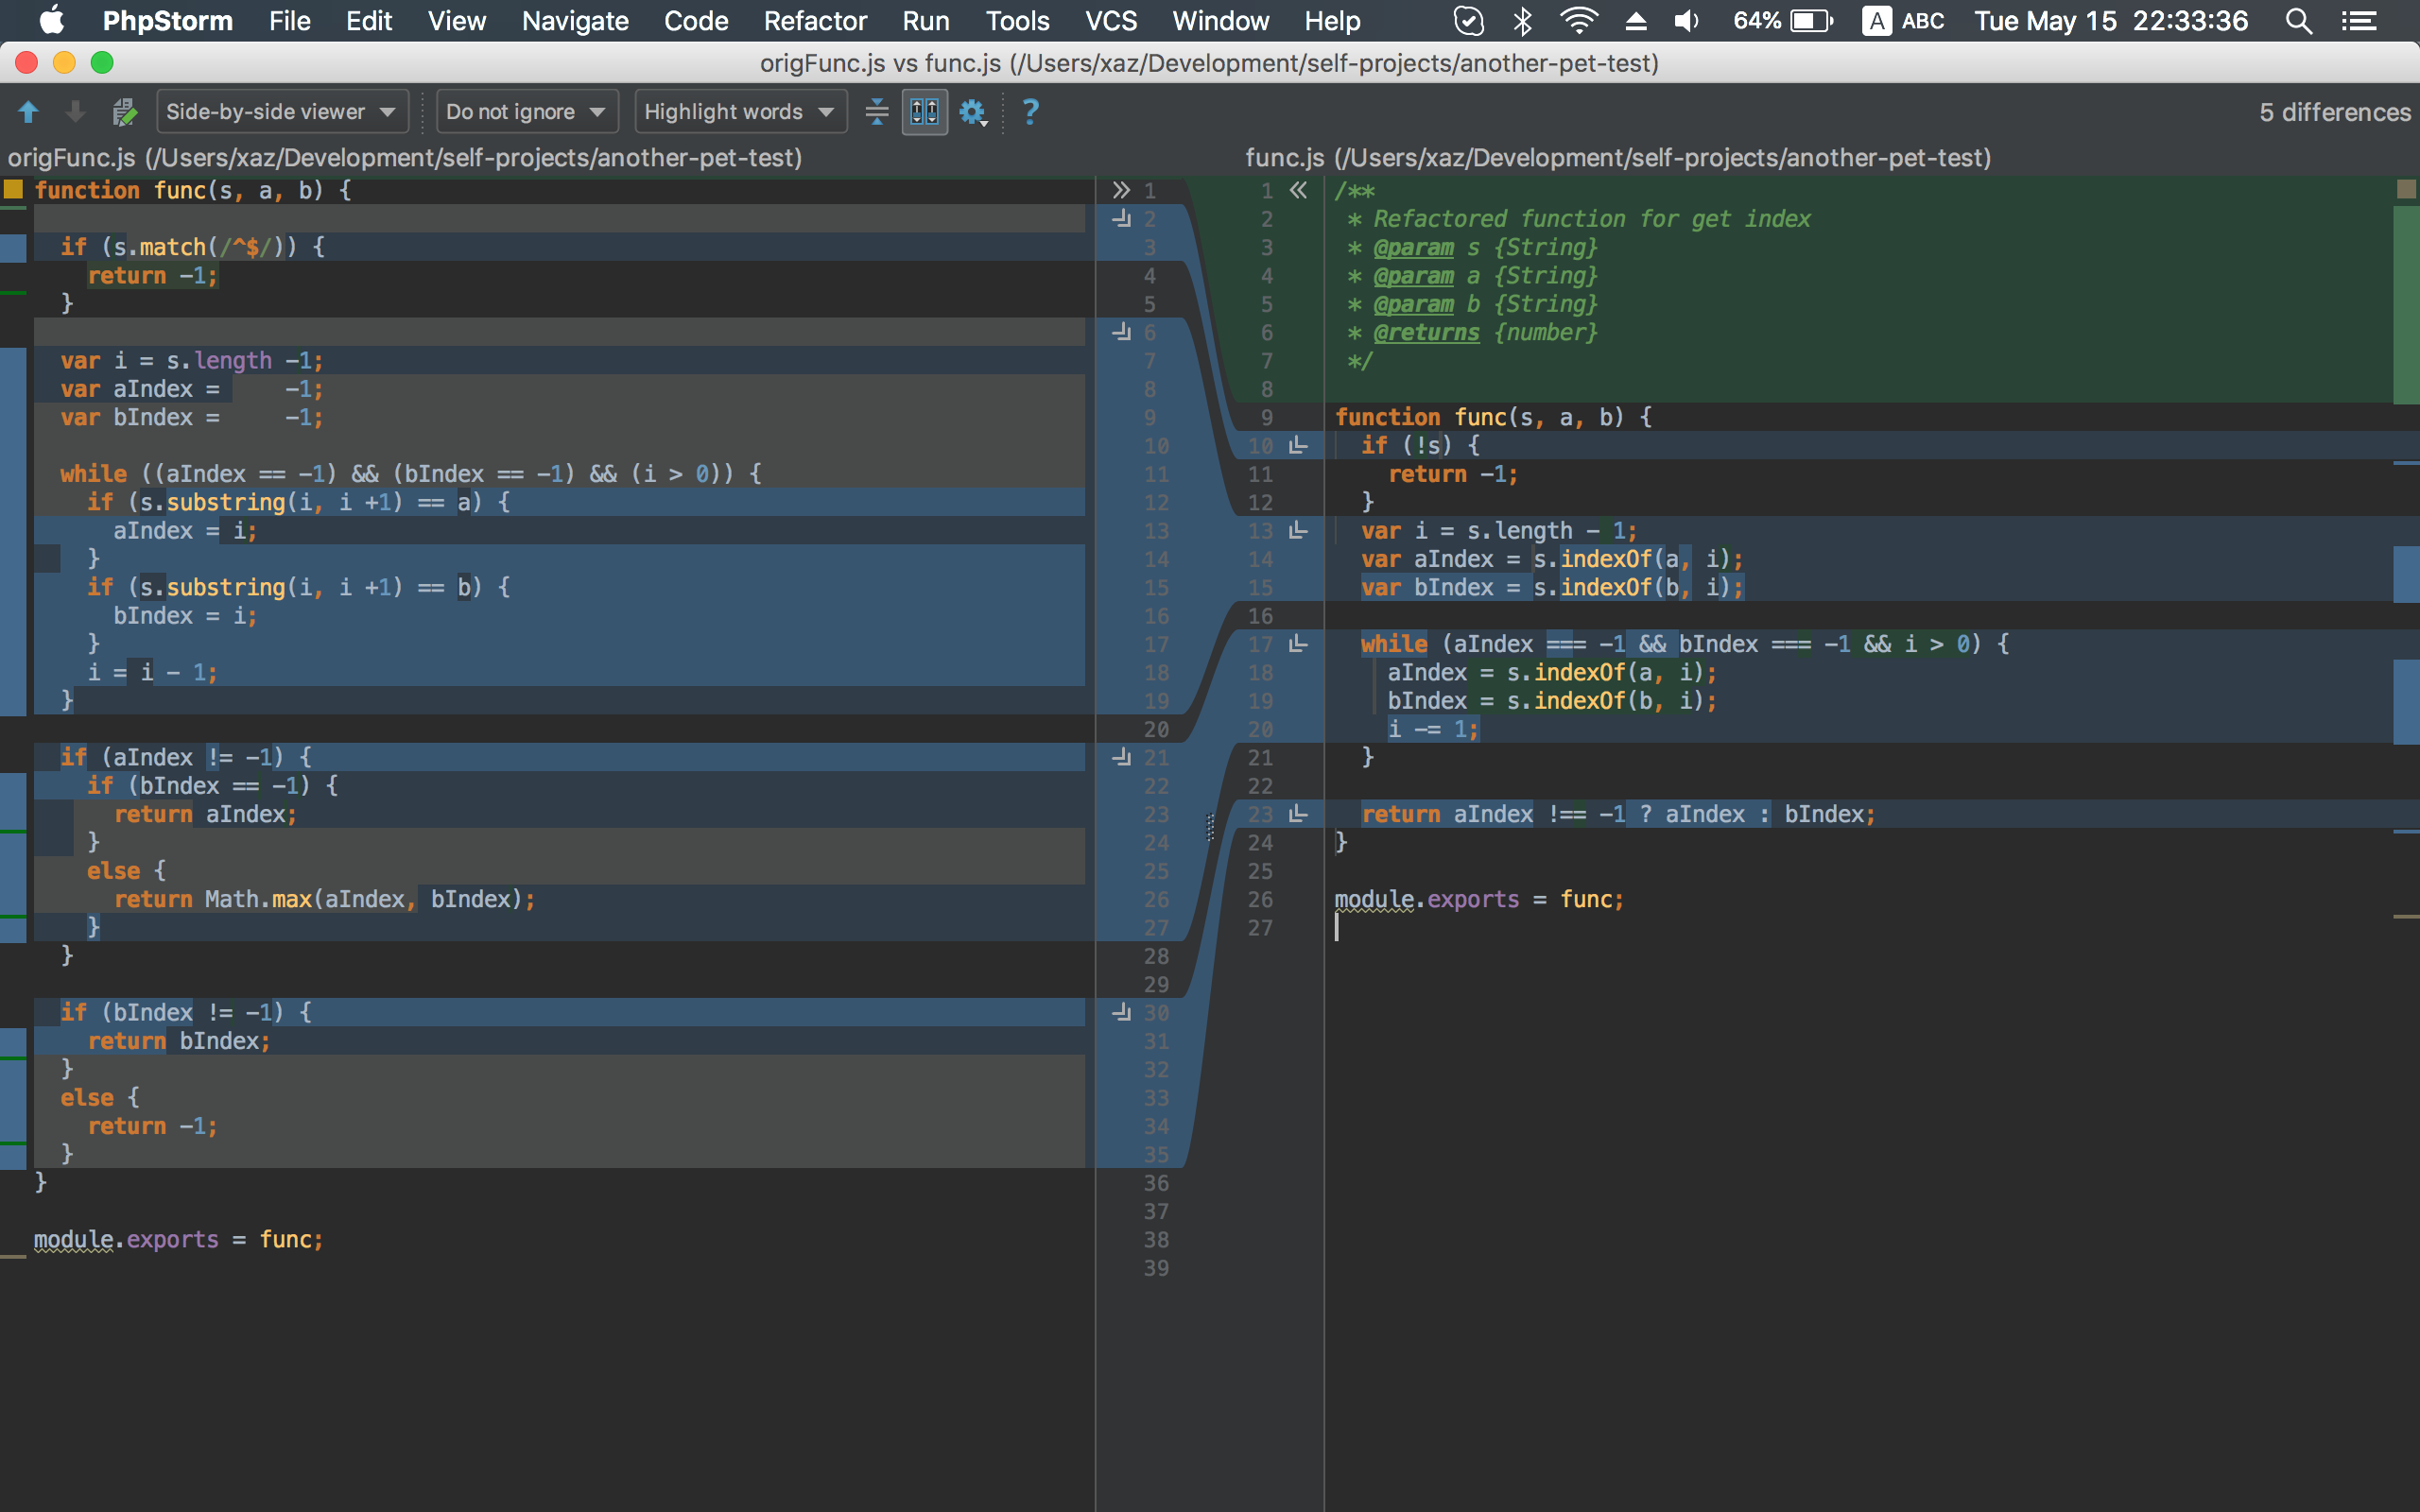 PhpStorm File Edit View Navigate Code Refactor Run Tools VCS Window Help 64% A ABC Tue May 15 22:33:36
origFunc.js vs func.js (/Users/xaz/Development/self-projects/another-pet-test)
Side-by-side viewer Do not ignore Highlight words ? 5 differences
origFunc.js (/Users/xaz/Development/self-projects/another-pet-test)
function func(s, a, b) { 1
2
if (s.match(/^$/)) { 3
return -1; 4
} 5
6
var i = s.length -1; 7
var aIndex =     -1; 8
var bIndex =     -1; 9
10
while ((aIndex == -1) && (bIndex == -1) && (i > 0)) { 11
if (s.substring(i, i +1) == a) { 12
aIndex = i; 13
} 14
if (s.substring(i, i +1) == b) { 15
bIndex = i; 16
} 17
i = i - 1; 18
} 19
20
if (aIndex != -1) { 21
if (bIndex == -1) { 22
return aIndex; 23
} 24
else { 25
return Math.max(aIndex, bIndex); 26
} 27
} 28
29
if (bIndex != -1) { 30
return bIndex; 31
} 32
else { 33
return -1; 34
} 35
} 36
37
module.exports = func; 38
39
func.js (/Users/xaz/Development/self-projects/another-pet-test)
1 /**
2 * Refactored function for get index
3 * @param s {String}
4 * @param a {String}
5 * @param b {String}
6 * @returns {number}
7 */
8
9 function func(s, a, b) {
10 if (!s) {
11 return -1;
12 }
13 var i = s.length - 1;
14 var aIndex = s.indexOf(a, i);
15 var bIndex = s.indexOf(b, i);
16
17 while (aIndex === -1 && bIndex === -1 && i > 0) {
18 aIndex = s.indexOf(a, i);
19 bIndex = s.indexOf(b, i);
20 i -= 1;
21 }
22
23 return aIndex !== -1 ? aIndex : bIndex;
24 }
25
26 module.exports = func;
27